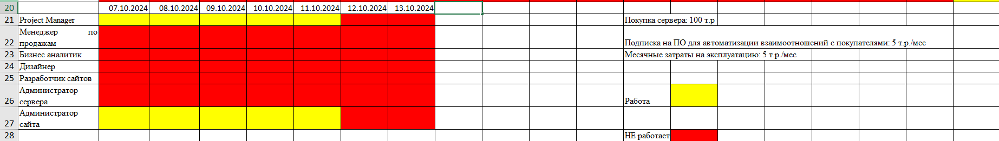 20 07.10.2024 08.10.2024 09.10.2024 10.10.2024 11.10.2024 12.10.2024 13.10.2024
21 Project Manager Покупка сервера: 100 т.р
Менеджер по
22 продажам Подписка на ПО для автоматизации взаимоотношений с покупателями: 5 т.р./мес
23 Бизнес аналитик Месячные затраты на эксплуатацию: 5 т.р./мес
24 Дизайнер
25 Разработчик сайтов
Администратор
26 сервера Работа
Администратор
27 сайта
28 НЕ работает